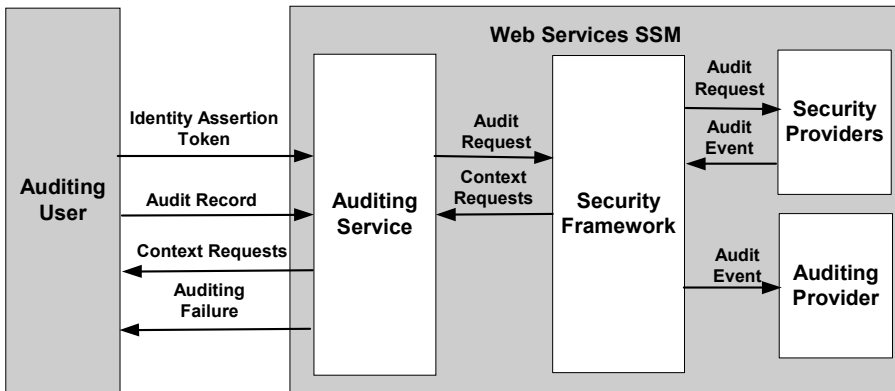 Web Services SSM
Identity Assertion
Token
Audit Record
Context Requests
Auditing
Failure
Auditing
User
Auditing
Service
Audit
Request
Context
Requests
Security
Framework
Audit
Request
Audit
Event
Security
Providers
Audit
Event
Auditing
Provider